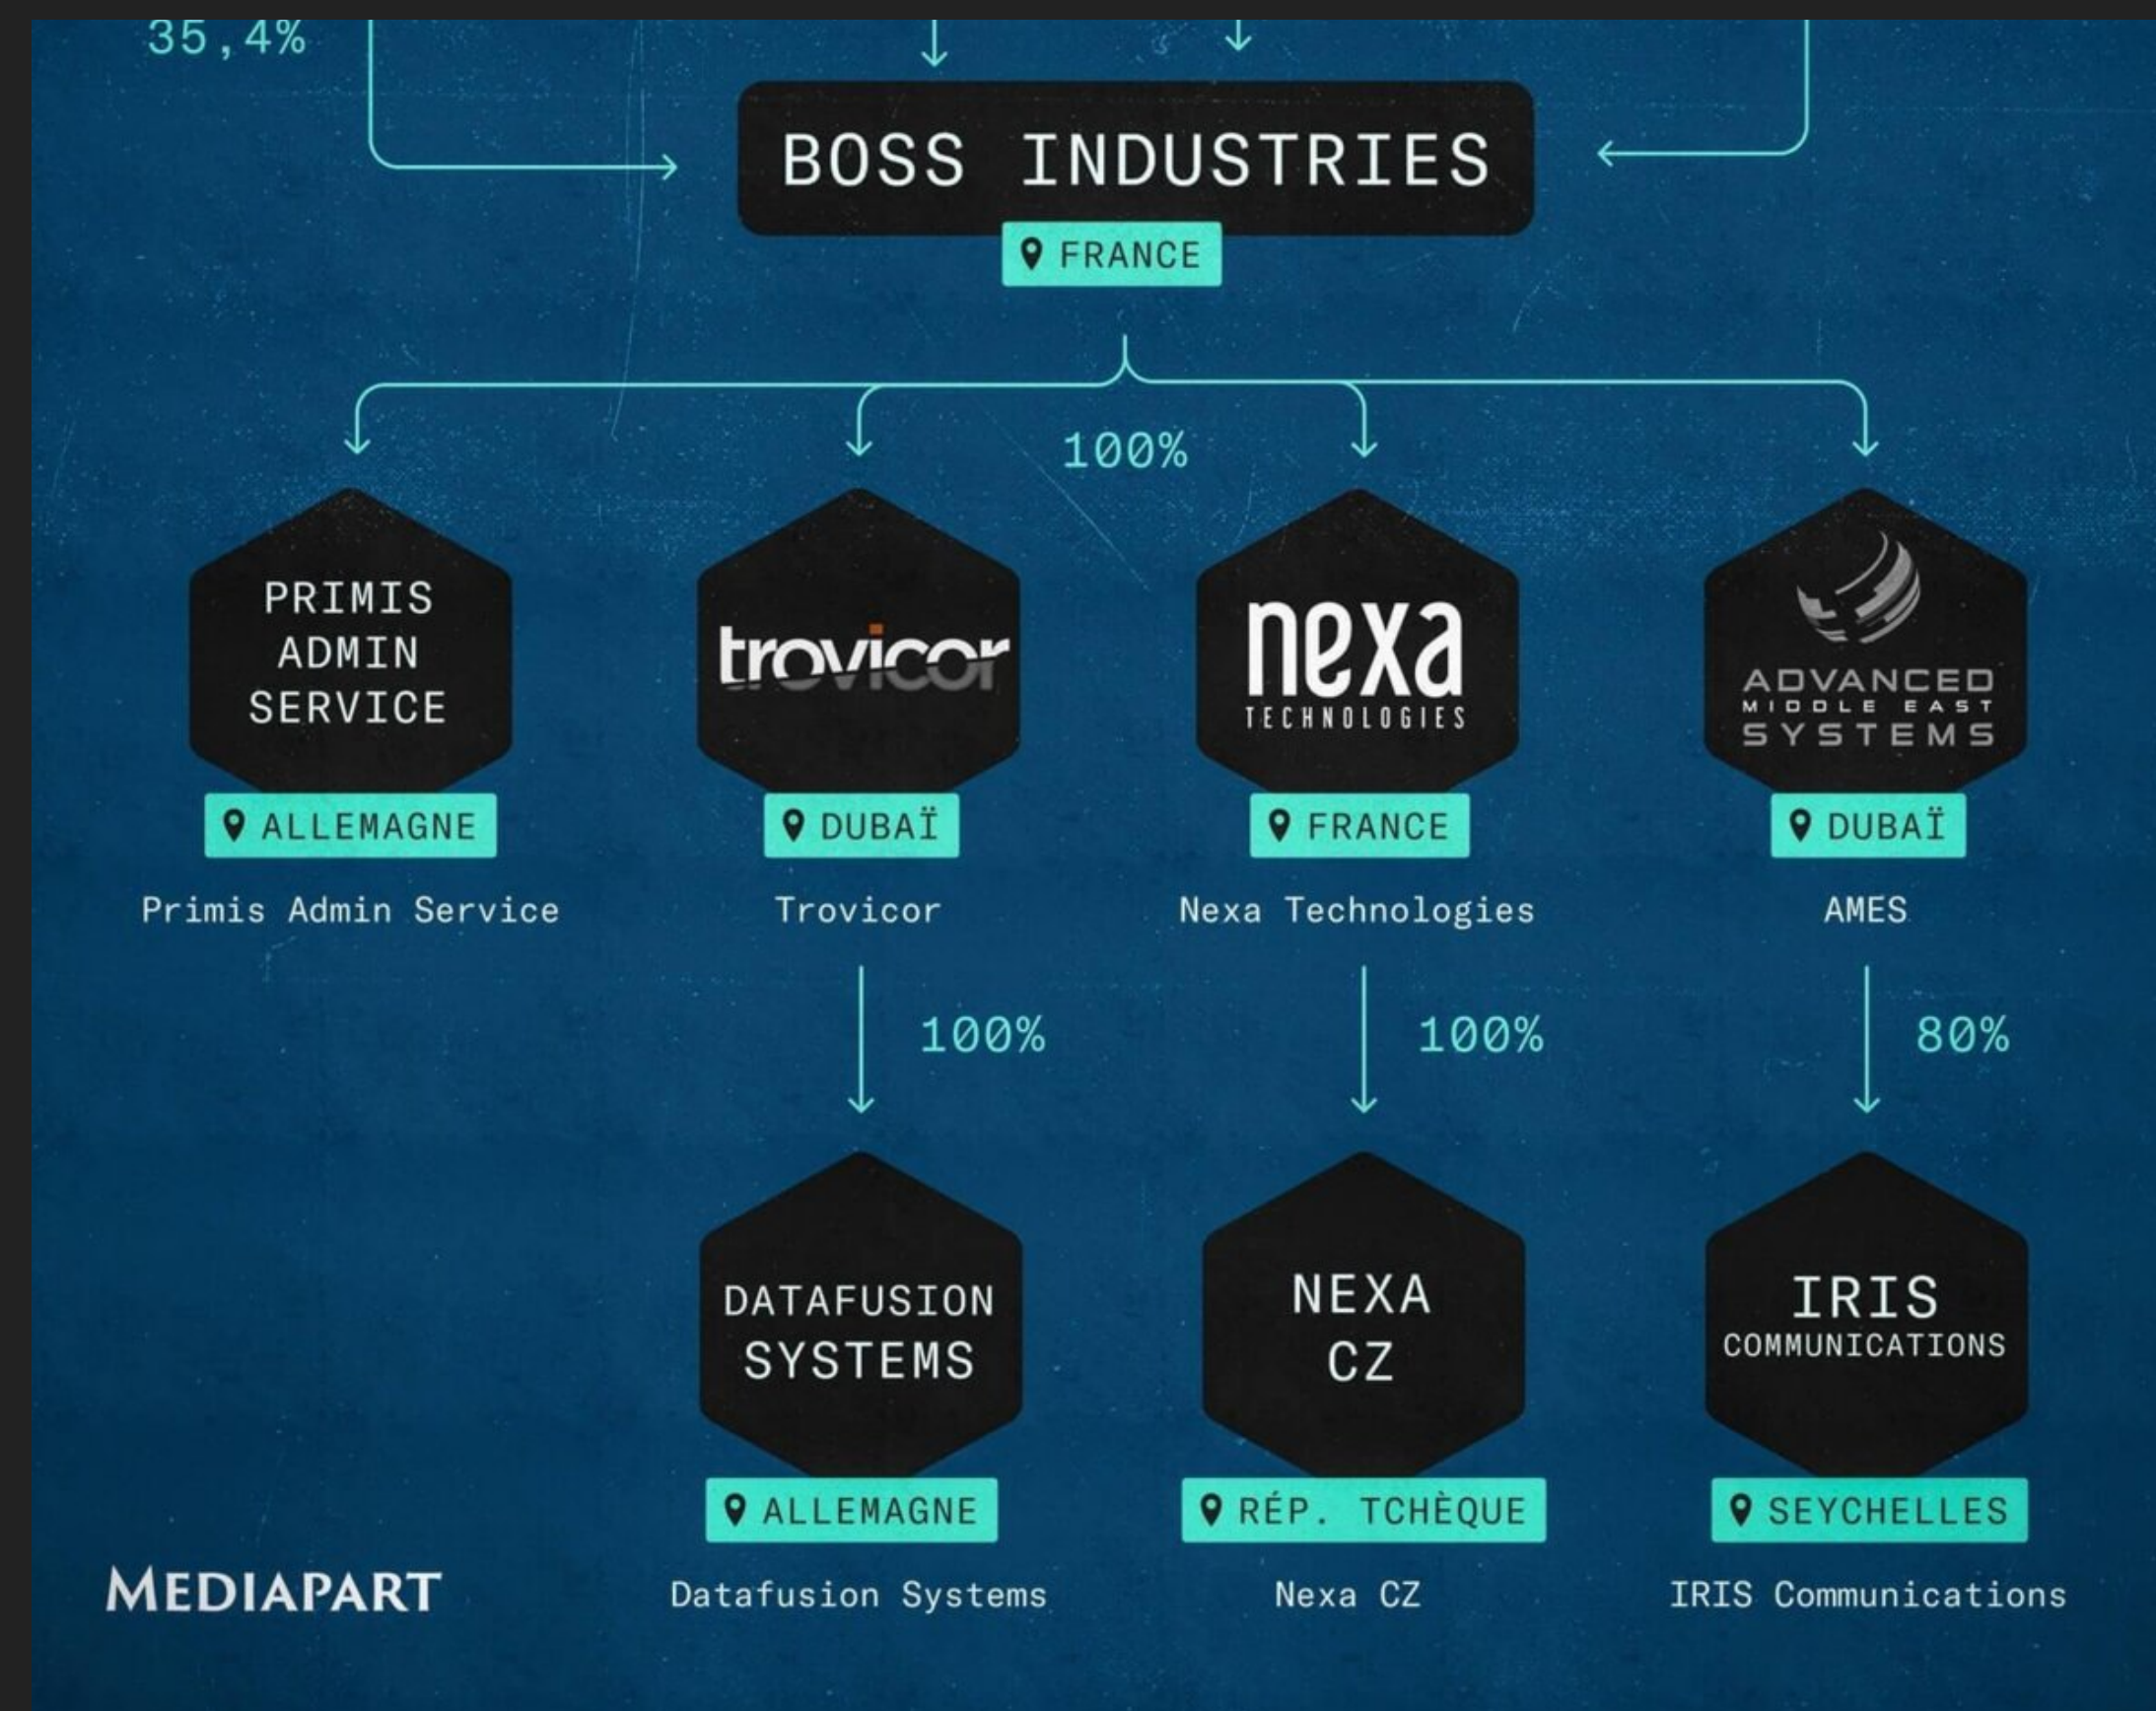 35,4%
BOSS INDUSTRIES
FRANCE
100%
PRIMIS
ADMIN
SERVICE
trovicor
nexa
TECHNOLOGIES
ADVANCED
MIDDLE EAST
SYSTEMS
ALLEMAGNE
DUBAÏ
FRANCE
DUBAÏ
Primis Admin Service
Trovicor
Nexa Technologies
AMES
100%
100%
80%
DATAFUSION
SYSTEMS
NEXA
CZ
IRIS
COMMUNICATIONS
ALLEMAGNE
RÉP. TCHÈQUE
SEYCHELLES
MEDIAPART
Datafusion Systems
Nexa CZ
IRIS Communications